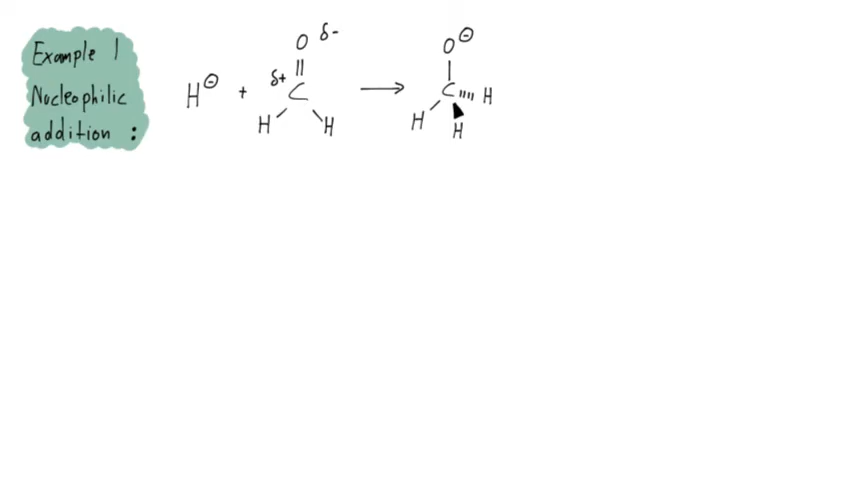 Example 1
Nucleophilic
addition :
H⊖ + δ+ C = O δ- H H → O⊖ C H H H